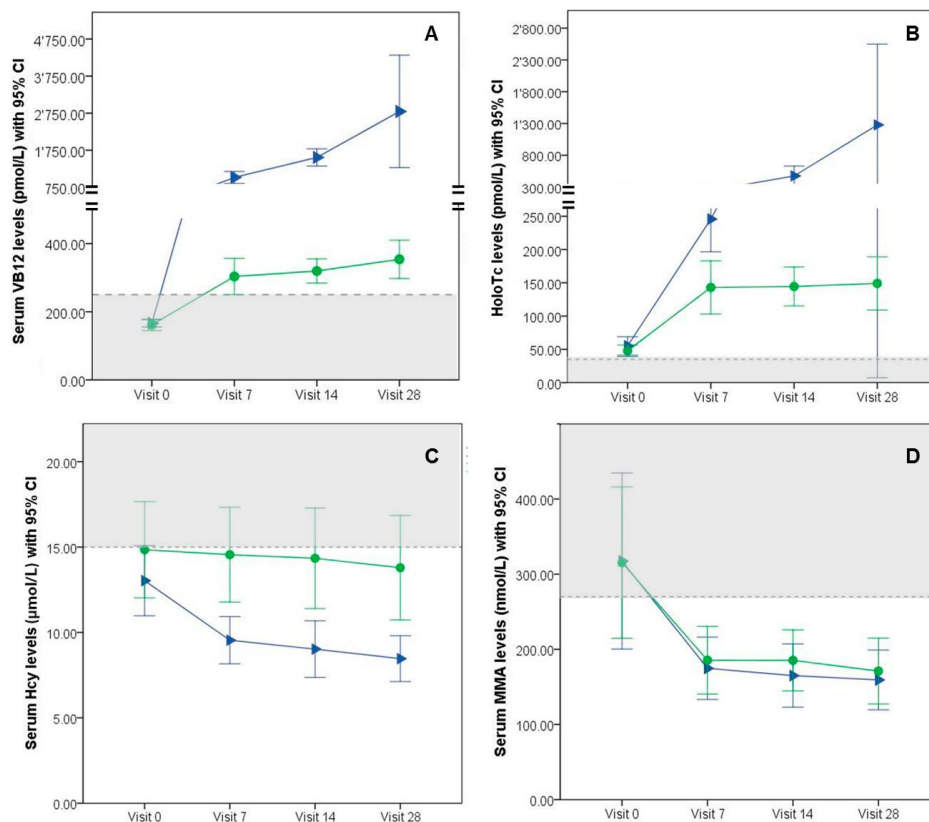 A
Serum VB12 levels (pmol/L) with 95% CI
4'750.00
3'750.00
2'750.00
1'750.00
750.00
400.00
200.00
0.00
Visit 0 Visit 7 Visit 14 Visit 28
B
HoloTc levels (pmol/L) with 95% CI
2'800.00
2'300.00
1'800.00
1'300.00
800.00
300.00
250.00
200.00
150.00
100.00
50.00
0.00
Visit 0 Visit 7 Visit 14 Visit 28
C
Serum Hcy levels (µmol/L) with 95% CI
20.00
15.00
10.00
5.00
0.00
Visit 0 Visit 7 Visit 14 Visit 28
D
Serum MMA levels (nmol/L) with 95% CI
400.00
300.00
200.00
100.00
0.00
Visit 0 Visit 7 Visit 14 Visit 28